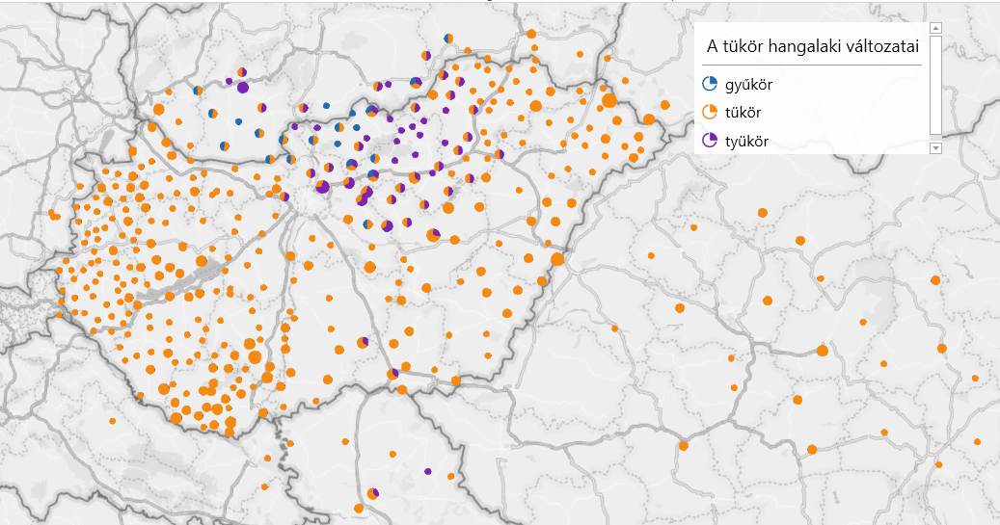 A tükör hangalaki változatai
gyűkör
tükör
tyükör